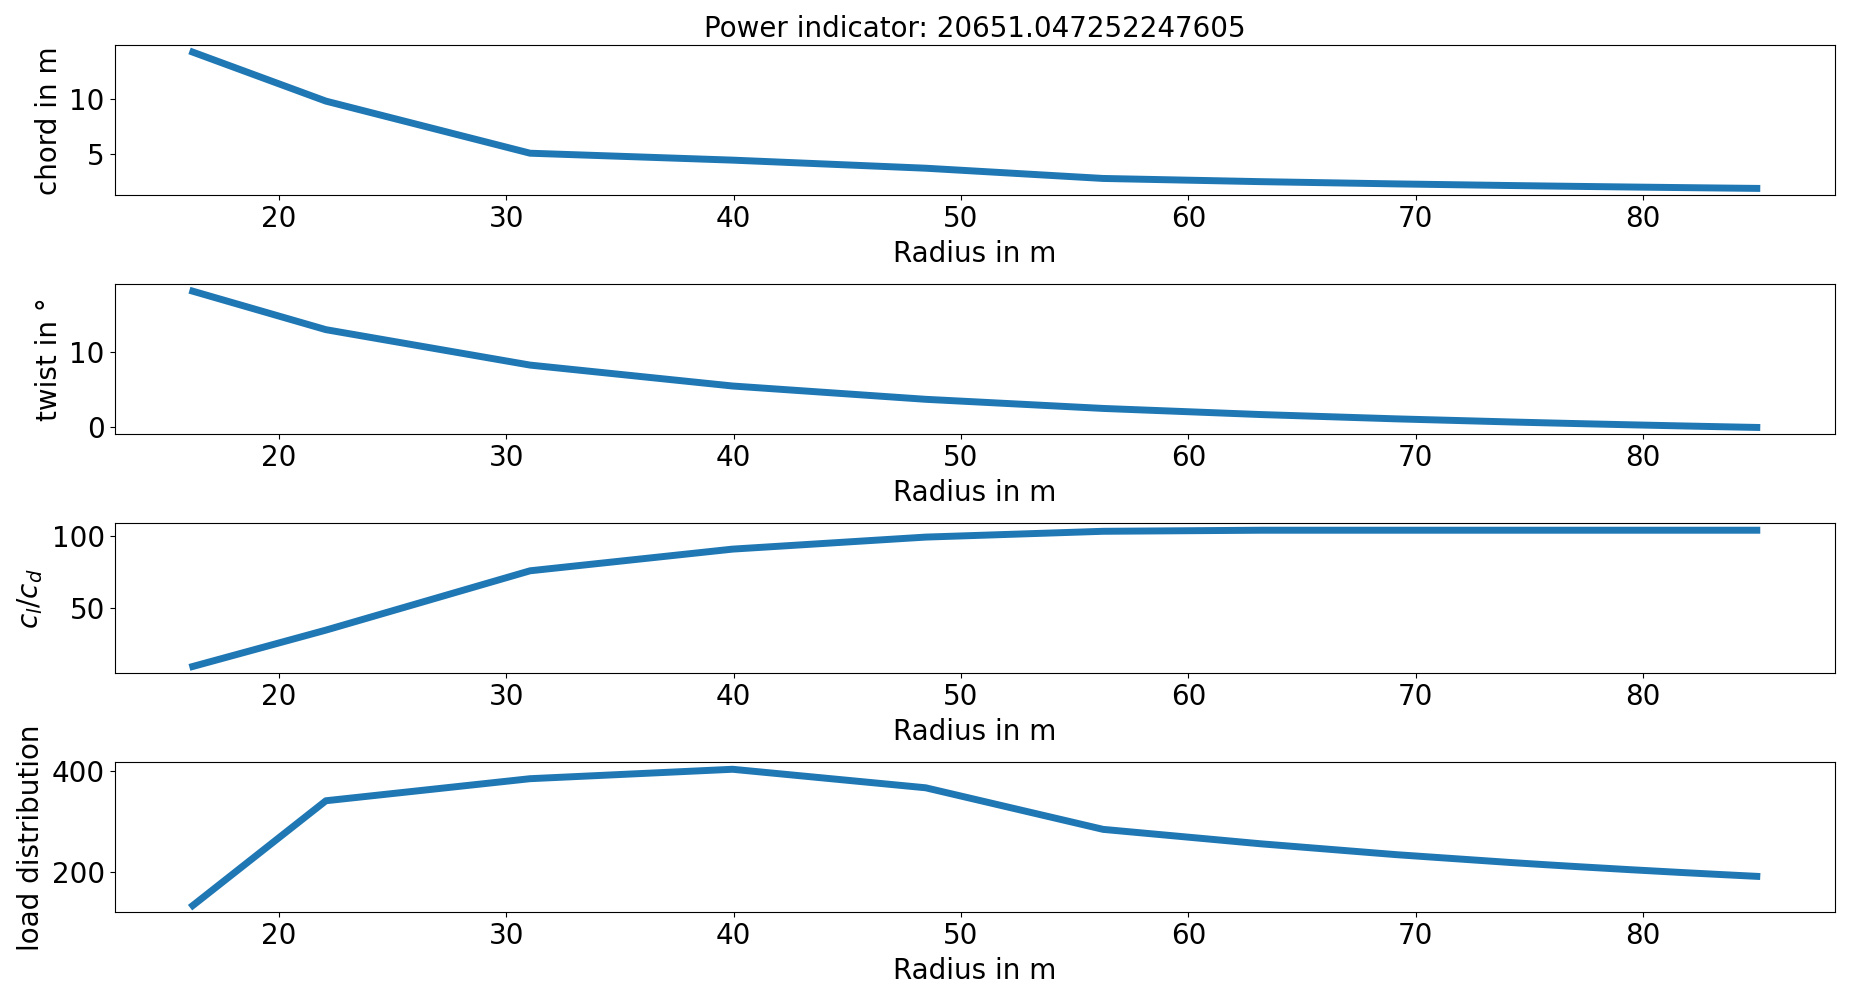 Power indicator: 20651.047252247605
chord in m
10
5
20 30 40 50 60 70 80
Radius in m
twist in °
10
0
20 30 40 50 60 70 80
Radius in m
c_l/c_d
100
50
20 30 40 50 60 70 80
Radius in m
load distribution
400
200
20 30 40 50 60 70 80
Radius in m